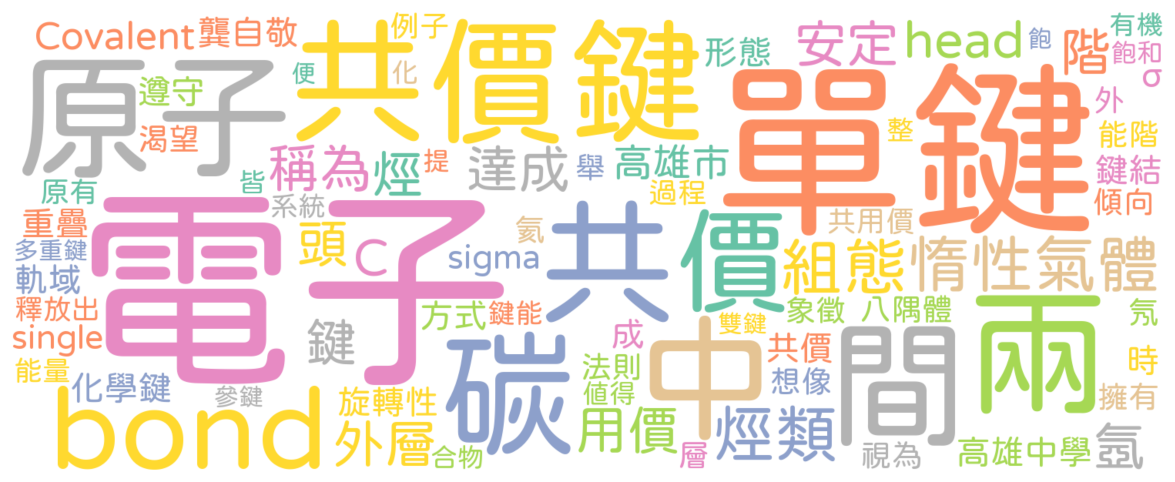 Covalent
龔自敬
例子
共價鍵
形態
安定
head
飽
有機
飽和
σ
階
原子
遵守
渴望
便
化
單鍵
外
整
能階
鍵結
傾向
稱為
烴
提
達成
舉
高雄市
過程
原有
皆
系統
重疊
多重鍵
軌域
電子
頭
C
sigma
氦
共
價
共用價
組態
惰性氣體
釋放出
single
能量
化學鍵
參鍵
鍵
方式
鍵能
成
雙鍵
象徵
八隅體
兩
氖
時
擁有
bond
旋轉性
外層
合物
碳
法則
值得
用價
中
層
共價
想像
烴類
間
視為
高雄中學
氬